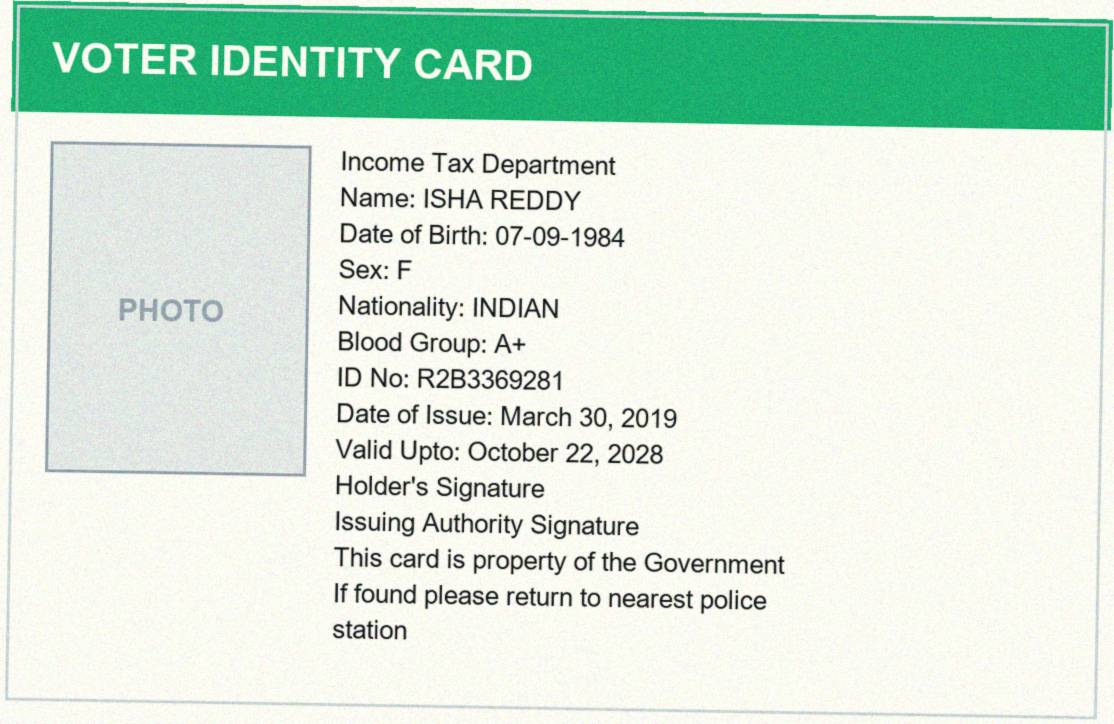 VOTER IDENTITY CARD
PHOTO
Income Tax Department
Name: ISHA REDDY
Date of Birth: 07-09-1984
Sex: F
Nationality: INDIAN
Blood Group: A+
ID No: R2B3369281
Date of Issue: March 30, 2019
Valid Upto: October 22, 2028
Holder's Signature
Issuing Authority Signature
This card is property of the Government
If found please return to nearest police
station